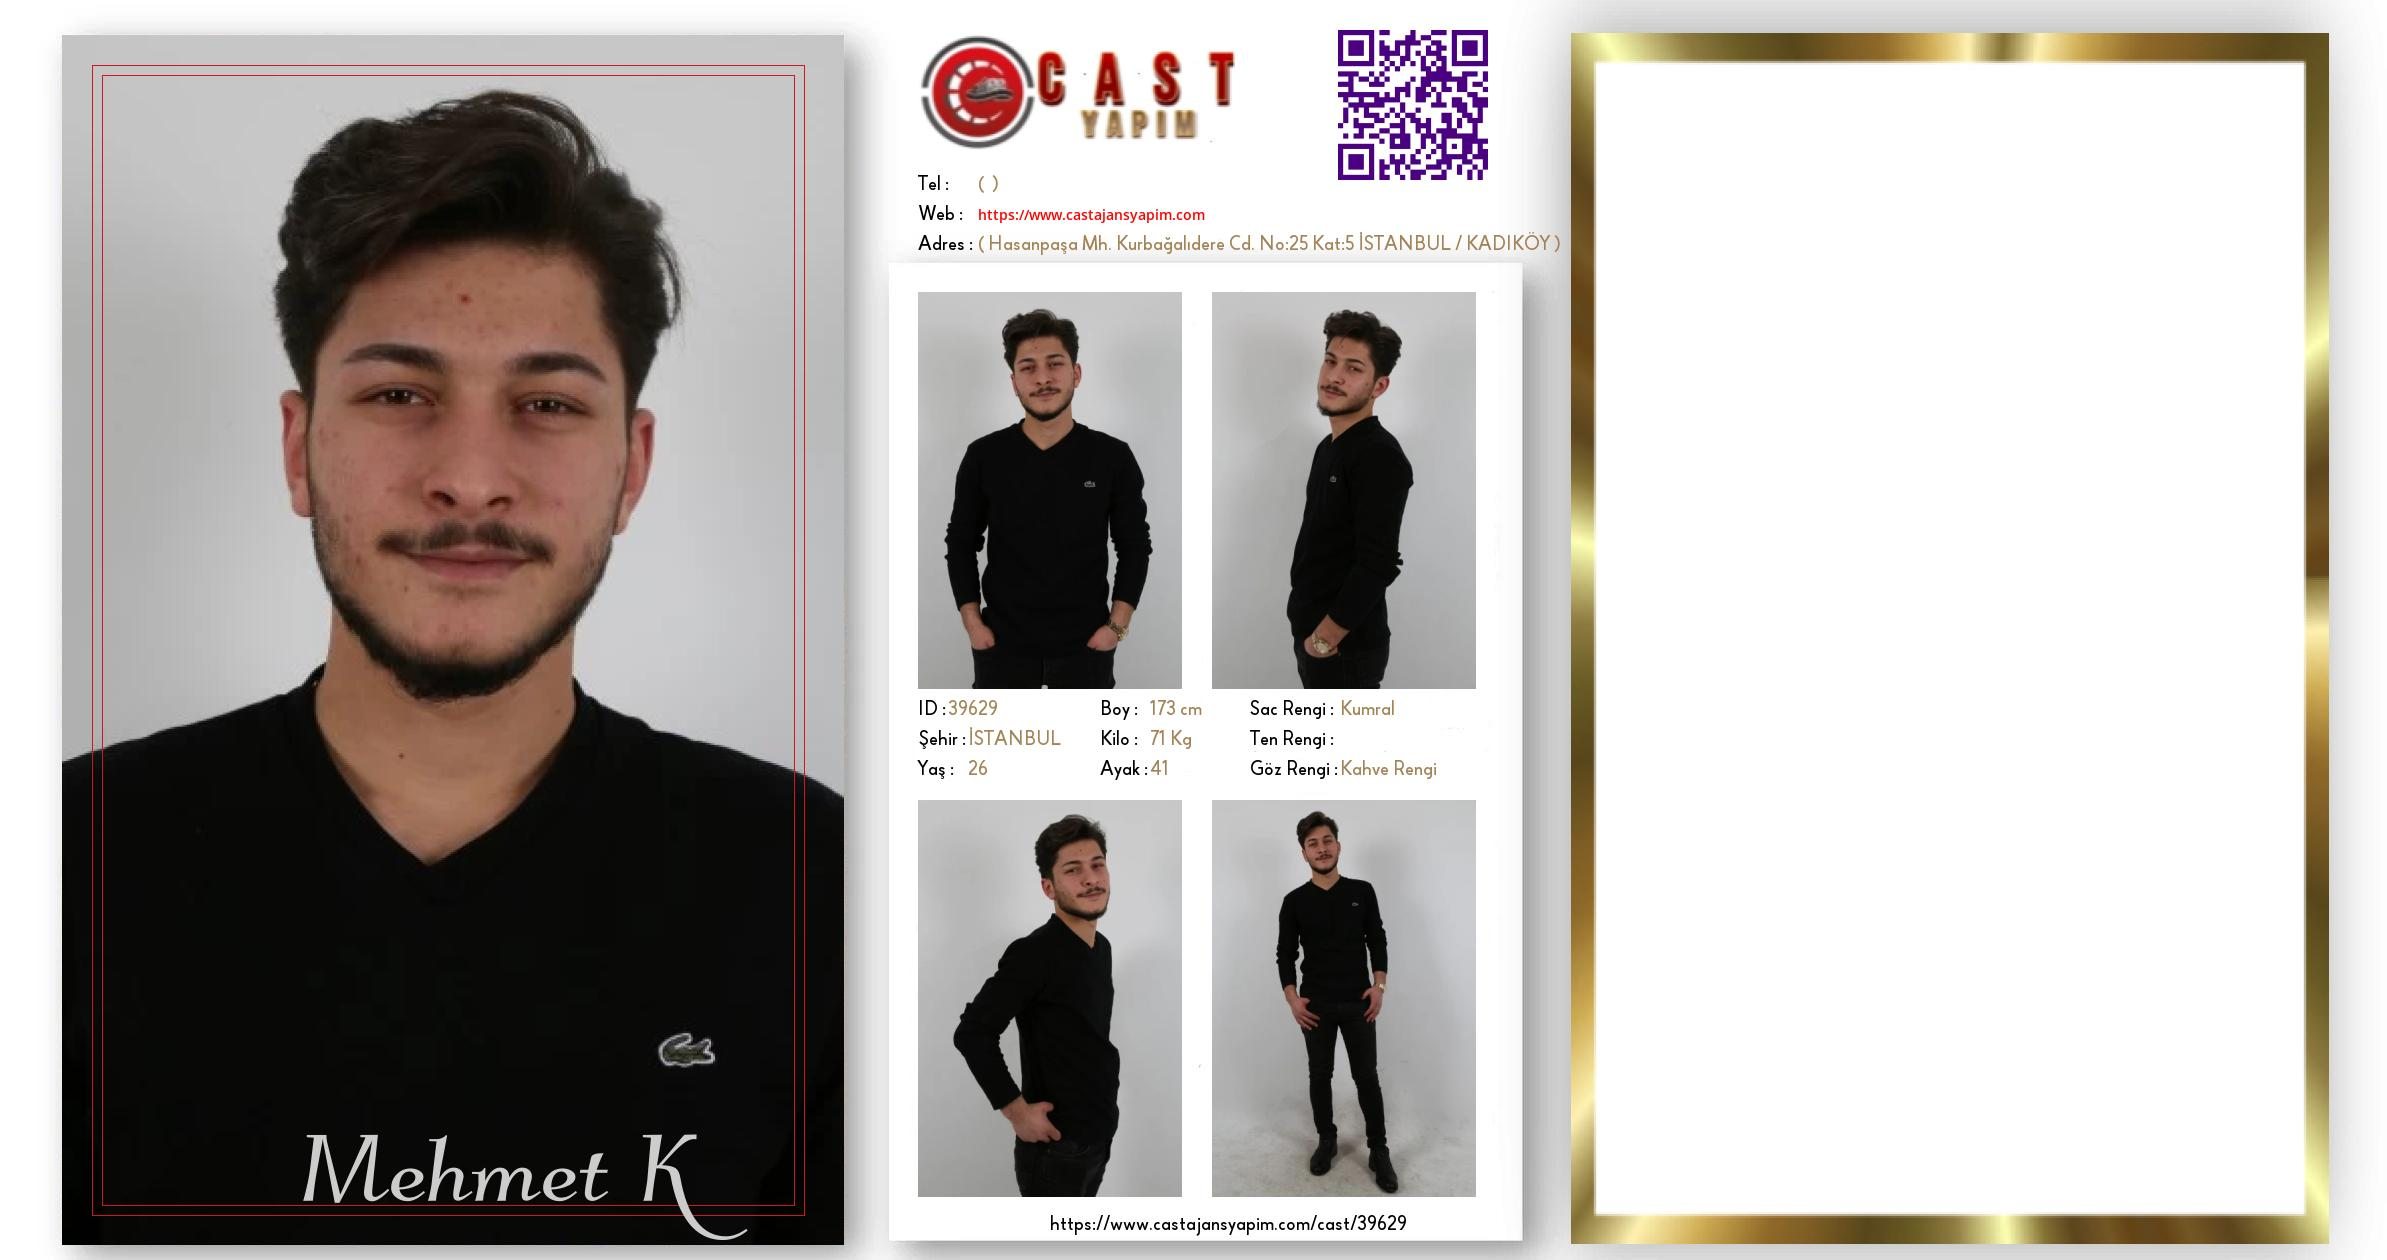 Mehmet K
CAST
YAPIM
Tel : ( )
Web : https://www.castajansyapim.com
Adres : ( Hasanpaşa Mh. Kurbağalıdere Cd. No:25 Kat:5 İSTANBUL / KADIKÖY )
ID : 39629 Boy : 173 cm Sac Rengi : Kumral
Şehir : İSTANBUL Kilo : 71 Kg Ten Rengi :
Yaş : 26 Ayak : 41 Göz Rengi : Kahve Rengi
https://www.castajansyapim.com/cast/39629